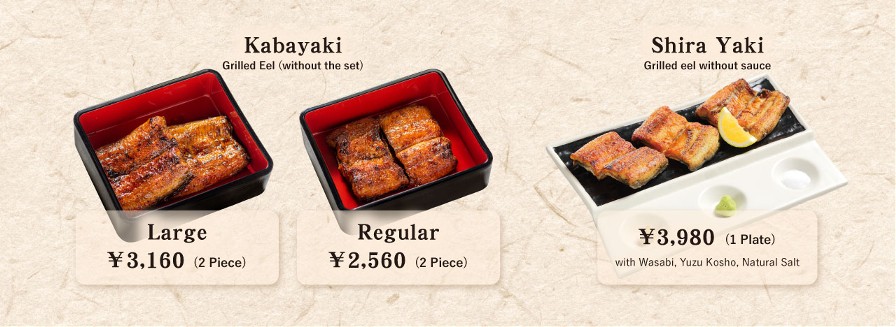 Kabayaki
Grilled Eel (without the set)
Large
¥3,160 (2 Piece)
Regular
¥2,560 (2 Piece)
Shira Yaki
Grilled eel without sauce
¥3,980 (1 Plate)
with Wasabi, Yuzu Kosho, Natural Salt